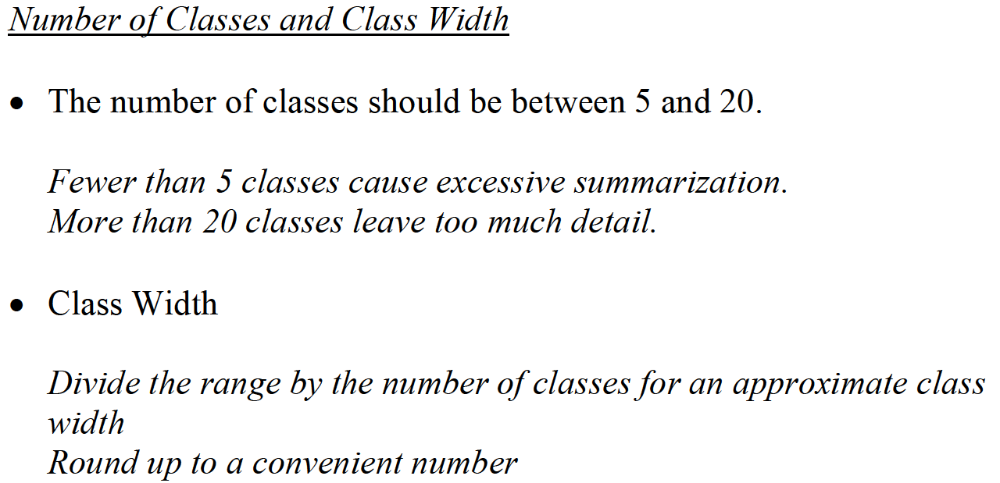 Number of Classes and Class Width
• The number of classes should be between 5 and 20.
Fewer than 5 classes cause excessive summarization.
More than 20 classes leave too much detail.
• Class Width
Divide the range by the number of classes for an approximate class
width
Round up to a convenient number